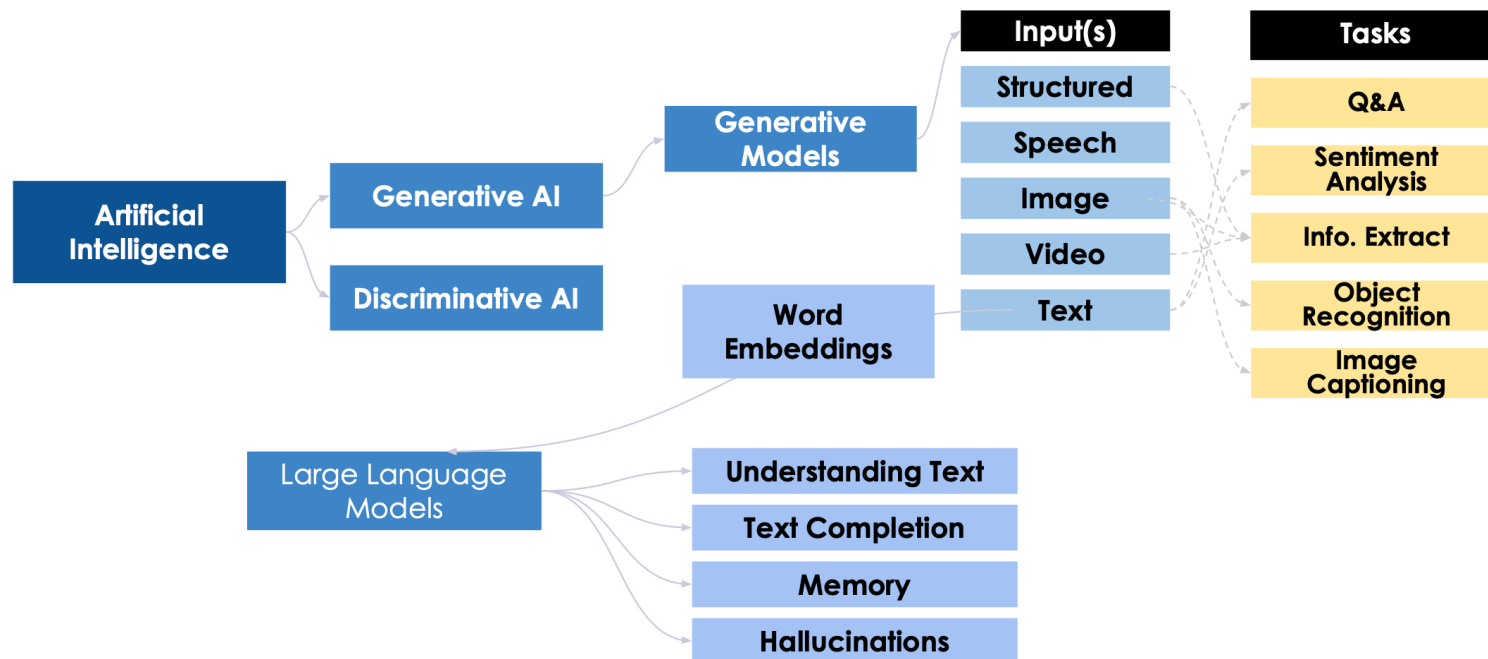 Artificial
Intelligence
Generative AI
Discriminative AI
Generative
Models
Input(s)
Structured
Speech
Image
Video
Text
Tasks
Q&A
Sentiment
Analysis
Info. Extract
Object
Recognition
Image
Captioning
Word
Embeddings
Large Language
Models
Understanding Text
Text Completion
Memory
Hallucinations